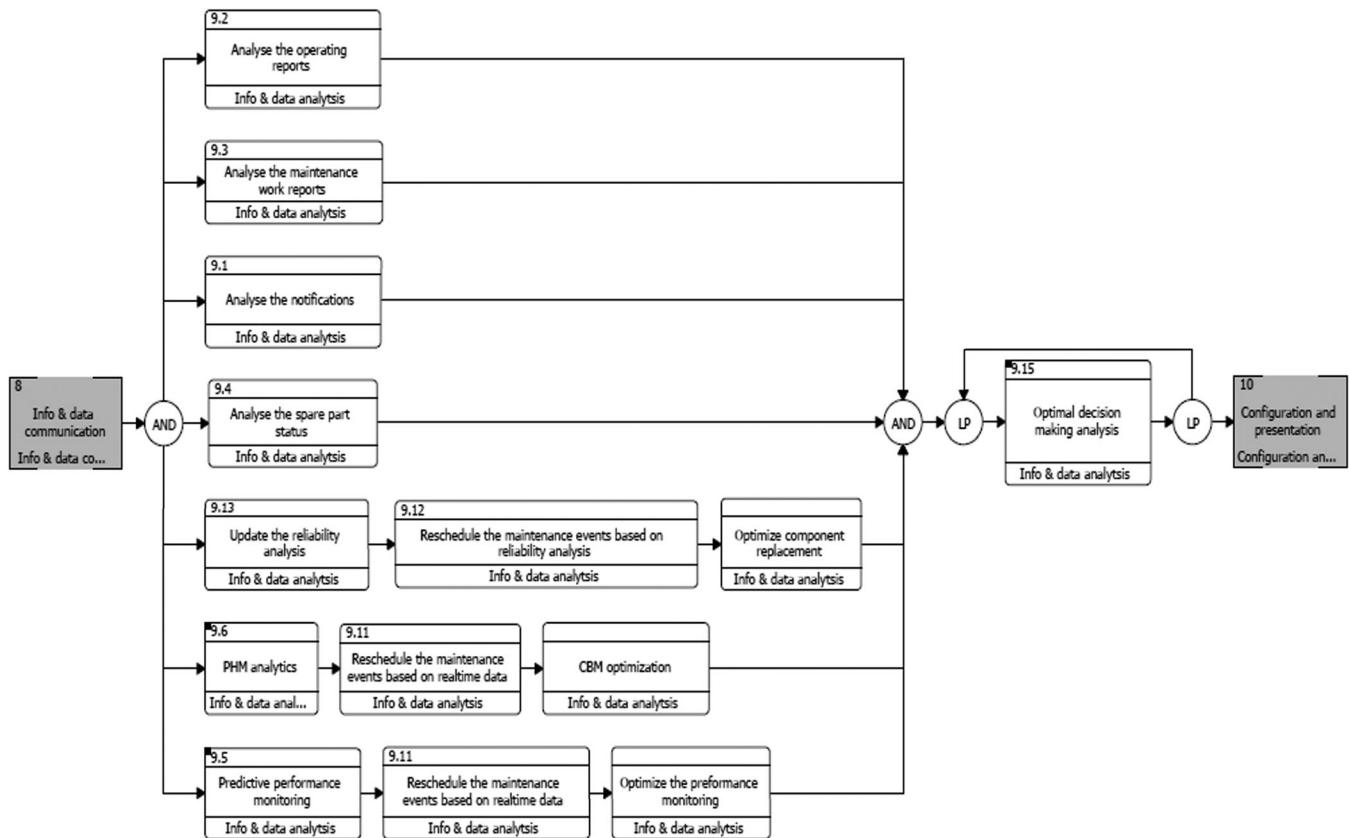 9.2
Analyse the operating
reports
Info & data analytsis
9.3
Analyse the maintenance
work reports
Info & data analytsis
9.1
Analyse the notifications
Info & data analytsis
8
Info & data
communication
Info & data co...
AND
9.4
Analyse the spare part
status
Info & data analytsis
AND
LP
9.15
Optimal decision
making analysis
Info & data analytsis
LP
10
Configuration and
presentation
Configuration an...
9.13
Update the reliability
analysis
Info & data analytsis
9.12
Reschedule the maintenance events based on
reliability analysis
Info & data analytsis
Optimize component
replacement
Info & data analytsis
9.6
PHM analytics
Info & data anal...
9.11
Reschedule the maintenance
events based on realtime data
Info & data analytsis
CBM optimization
Info & data analytsis
9.5
Predictive performance
monitoring
Info & data analytsis
9.11
Reschedule the maintenance
events based on realtime data
Info & data analytsis
Optimize the preformance
monitoring
Info & data analytsis